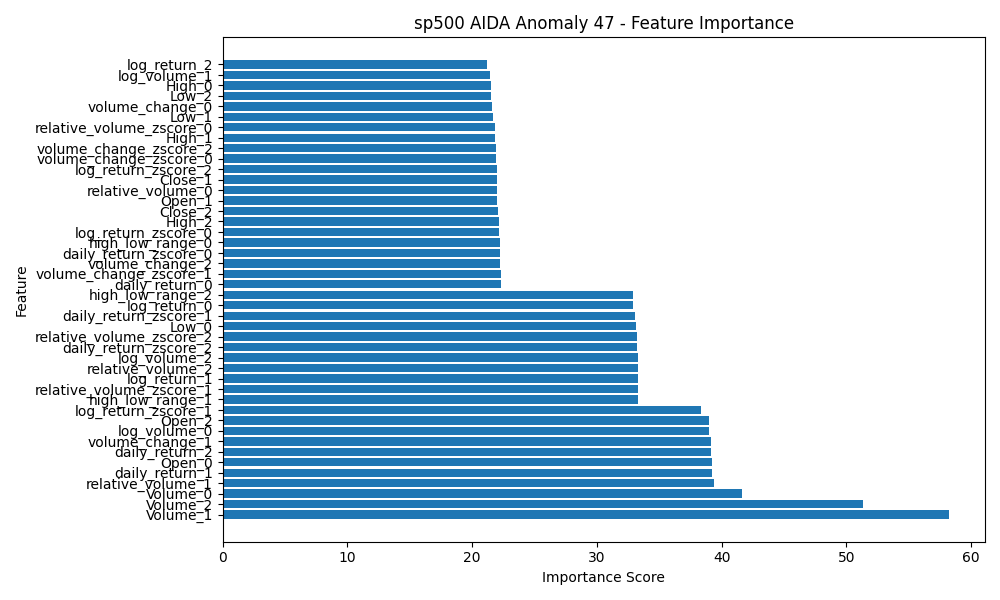 sp500 AIDA Anomaly 47 - Feature Importance
log_return_2
log_volume_1
High_0
Low_2
volume_change_0
Low_1
relative_volume_zscore_0
High_1
volume_change_zscore_2
volume_change_zscore_0
log_return_zscore_2
Close_1
relative_volume_0
Open_1
Close_2
High_2
log_return_zscore_0
high_low_range_0
daily_return_zscore_0
volume_change_2
volume_change_zscore_1
daily_return_0
high_low_range_2
log_return_0
daily_return_zscore_1
Low_0
relative_volume_zscore_2
daily_return_zscore_2
log_volume_2
relative_volume_2
log_return_1
relative_volume_zscore_1
high_low_range_1
log_return_zscore_1
Open_2
log_volume_0
volume_change_1
daily_return_2
Open_0
daily_return_1
relative_volume_1
Volume_0
Volume_2
Volume_1
Feature
0 10 20 30 40 50 60
Importance Score